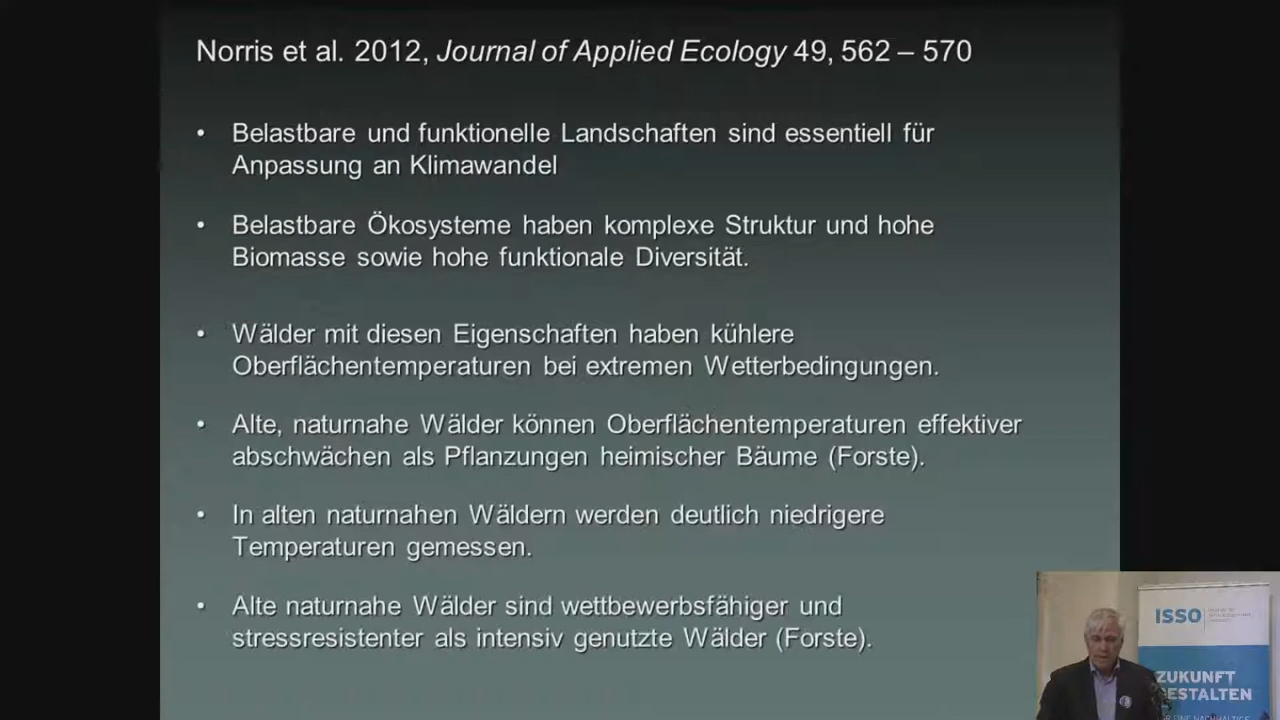 Norris et al. 2012, Journal of Applied Ecology 49, 562 – 570
• Belastbare und funktionelle Landschaften sind essentiell für
Anpassung an Klimawandel
• Belastbare Ökosysteme haben komplexe Struktur und hohe
Biomasse sowie hohe funktionale Diversität.
• Wälder mit diesen Eigenschaften haben kühlere
Oberflächentemperaturen bei extremen Wetterbedingungen.
• Alte, naturnahe Wälder können Oberflächentemperaturen effektiver
abschwächen als Pflanzungen heimischer Bäume (Forste).
• In alten naturnahen Wäldern werden deutlich niedrigere
Temperaturen gemessen.
• Alte naturnahe Wälder sind wettbewerbsfähiger und
stressresistenter als intensiv genutzte Wälder (Forste).
ISSO
ZUKUNFT
GESTALTEN
EINE NACHHALTIGE